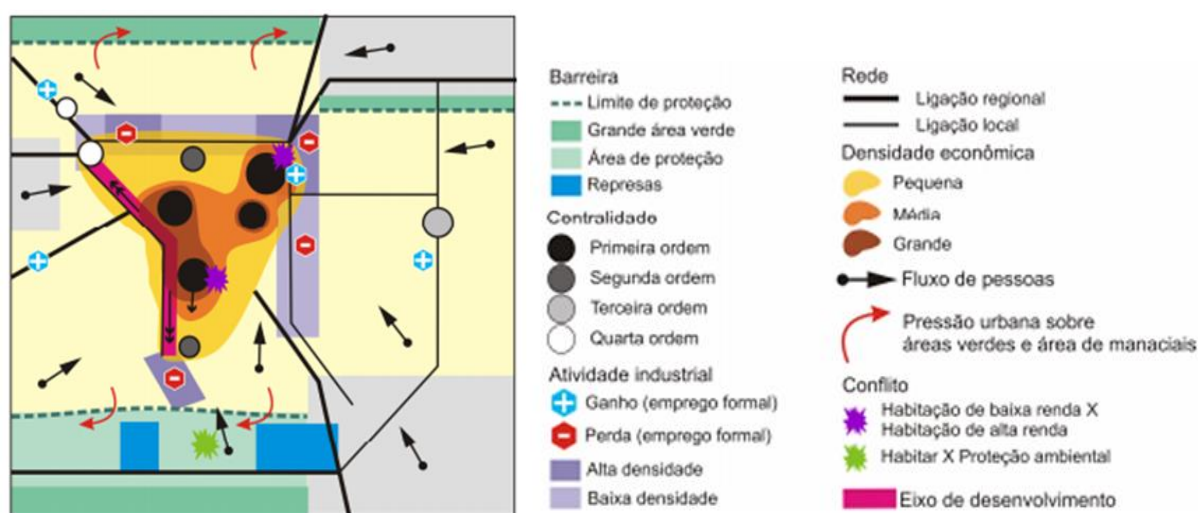 Barreira
Limite de proteção
Grande área verde
Área de proteção
Represas
Centralidade
Primeira ordem
Segunda ordem
Terceira ordem
Quarta ordem
Atividade industrial
Ganho (emprego formal)
Perda (emprego formal)
Alta densidade
Baixa densidade
Rede
Ligação regional
Ligação local
Densidade econômica
Pequena
Média
Grande
Fluxo de pessoas
Pressão urbana sobre
áreas verdes e área de manaciais
Conflito
Habitação de baixa renda X
Habitação de alta renda
Habitar X Proteção ambiental
Eixo de desenvolvimento